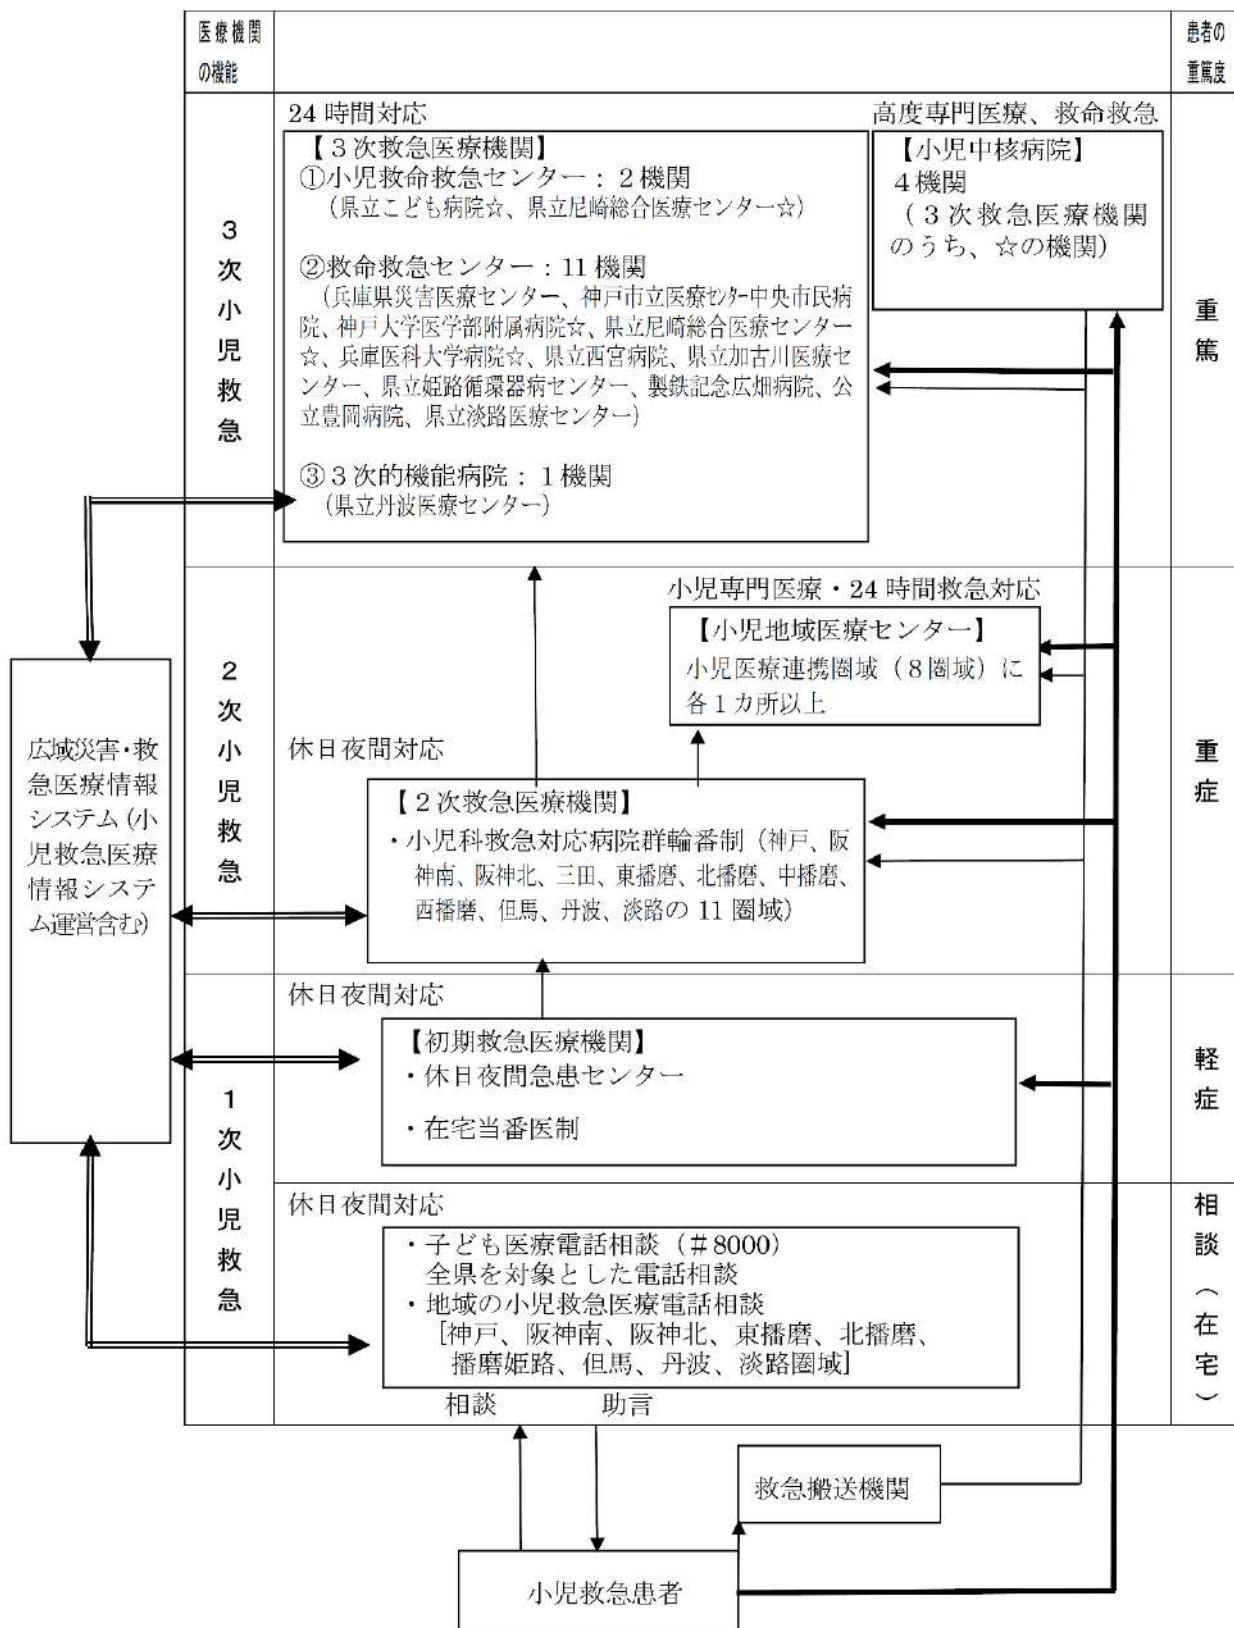 医療機関
の機能
患者の
重篤度
3次小児救急
24 時間対応
【３次救急医療機関】
①小児救命救急センター：２機関
（県立こども病院☆、県立尼崎総合医療センター☆）
②救命救急センター：11 機関
（兵庫県災害医療センター、神戸市立医療センター中央市民病
院、神戸大学医学部附属病院☆、県立尼崎総合医療センター
☆、兵庫医科大学病院☆、県立西宮病院、県立加古川医療セ
ンター、県立姫路循環器病センター、製鉄記念広畑病院、公
立豊岡病院、県立淡路医療センター）
③３次的機能病院：１機関
（県立丹波医療センター）
高度専門医療、救命救急
【小児中核病院】
４機関
（３次救急医療機関
のうち、☆の機関）
重篤
2次小児救急
小児専門医療・24 時間救急対応
【小児地域医療センター】
小児医療連携圏域（８圏域）に
各１カ所以上
休日夜間対応
【２次救急医療機関】
・小児科救急対応病院群輪番制（神戸、阪
神南、阪神北、三田、東播磨、北播磨、中播磨、
西播磨、但馬、丹波、淡路の 11 圏域）
重症
広域災害・救
急医療情報
システム（小
児救急医療
情報システ
ム運営含む）
1次小児救急
休日夜間対応
【初期救急医療機関】
・休日夜間急患センター
・在宅当番医制
軽症
休日夜間対応
・子ども医療電話相談（＃8000）
全県を対象とした電話相談
・地域の小児救急医療電話相談
［神戸、阪神南、阪神北、東播磨、北播磨、
播磨姫路、但馬、丹波、淡路圏域］
相談（在宅）
相談
助言
救急搬送機関
小児救急患者